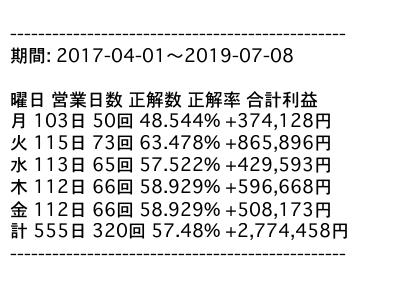 ------------------------------------------------
期間: 2017-04-01～2019-07-08
曜日 営業日数 正解数 正解率 合計利益
月 103日 50回 48.544% +374,128円
火 115日 73回 63.478% +865,896円
水 113日 65回 57.522% +429,593円
木 112日 66回 58.929% +596,668円
金 112日 66回 58.929% +508,173円
計 555日 320回 57.48% +2,774,458円
------------------------------------------------